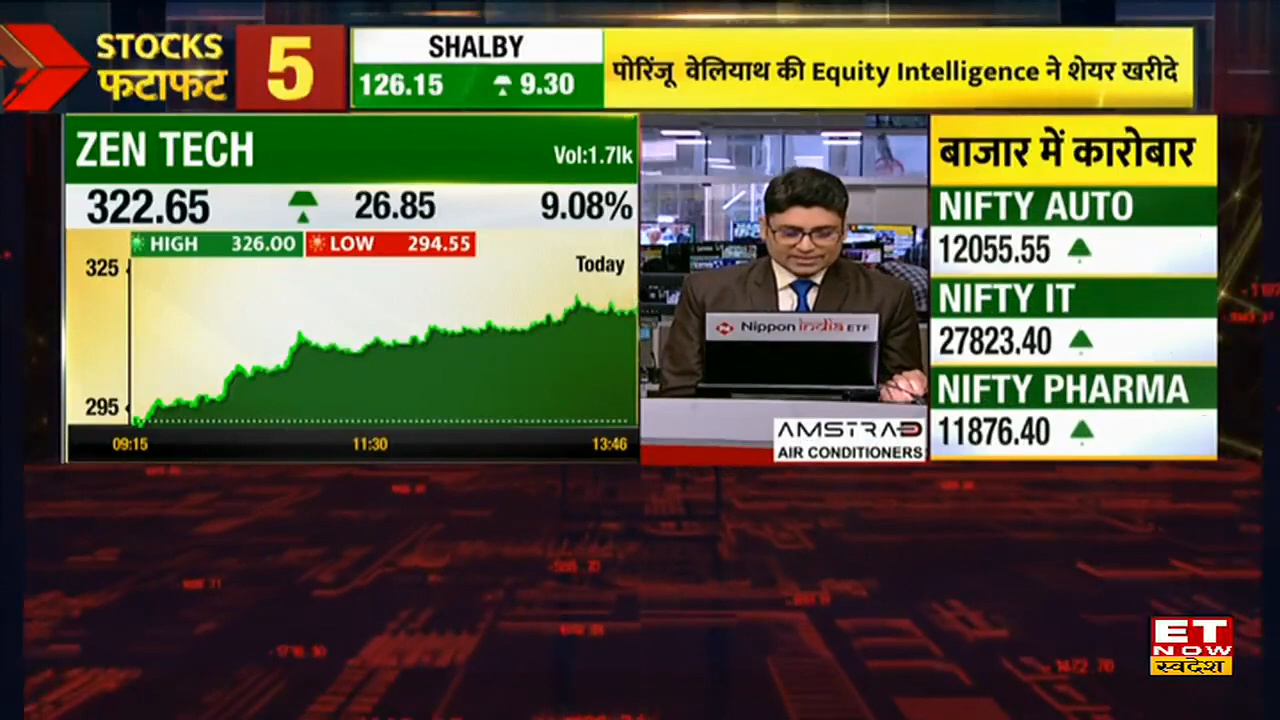 STOCKS
फटाफट
5
SHALBY
126.15 9.30
पोरिंजू वेलियाथ की Equity Intelligence ने शेयर खरीदे
ZEN TECH
Vol:1.7lk
322.65 26.85 9.08%
HIGH 326.00 LOW 294.55
Today
325
295
09:15 11:30 13:46
Nippon india ETF
AMSTRAD
AIR CONDITIONERS
बाजार में कारोबार
NIFTY AUTO
12055.55
NIFTY IT
27823.40
NIFTY PHARMA
11876.40
ET
NOW
स्वदेश